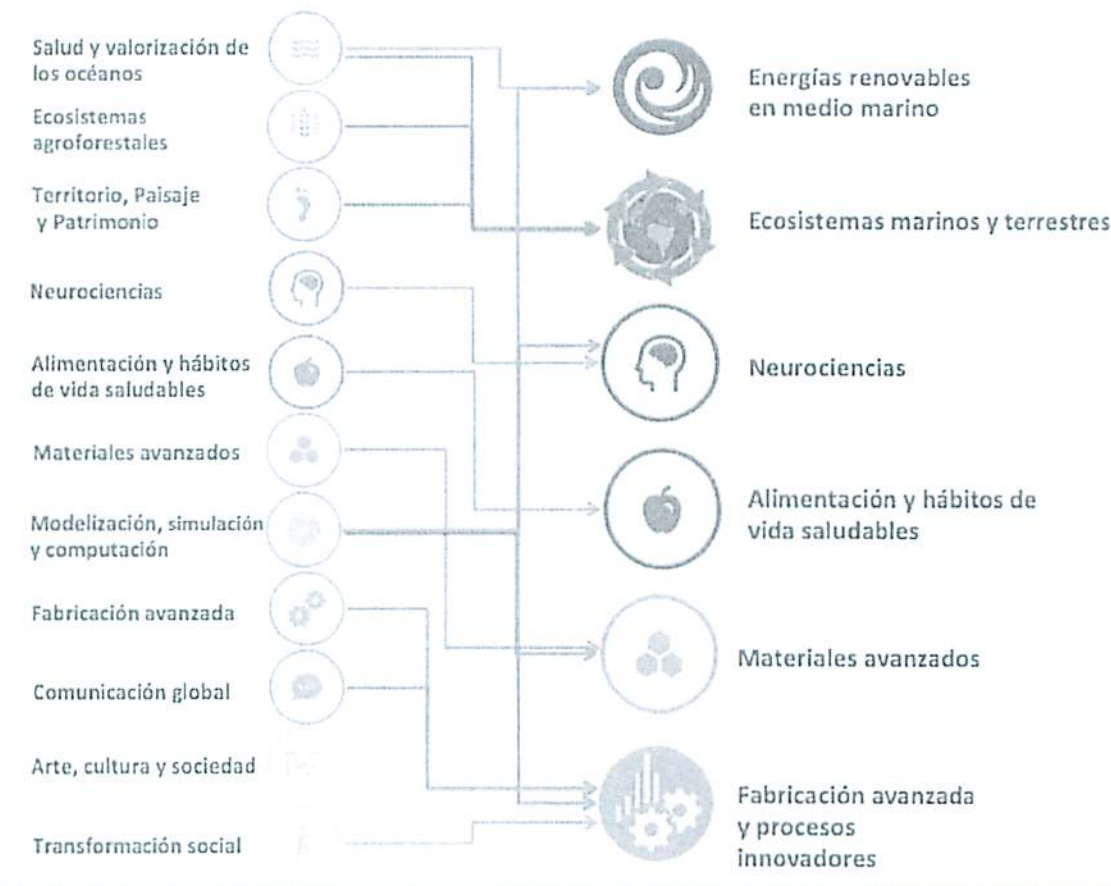 Salud y valorización de
los océanos
Ecosistemas
agroforestales
Territorio, Paisaje
y Patrimonio
Neurociencias
Alimentación y hábitos
de vida saludables
Materiales avanzados
Modelización, simulación
y computación
Fabricación avanzada
Comunicación global
Arte, cultura y sociedad
Transformación social
Energías renovables
en medio marino
Ecosistemas marinos y terrestres
Neurociencias
Alimentación y hábitos de
vida saludables
Materiales avanzados
Fabricación avanzada
y procesos
innovadores